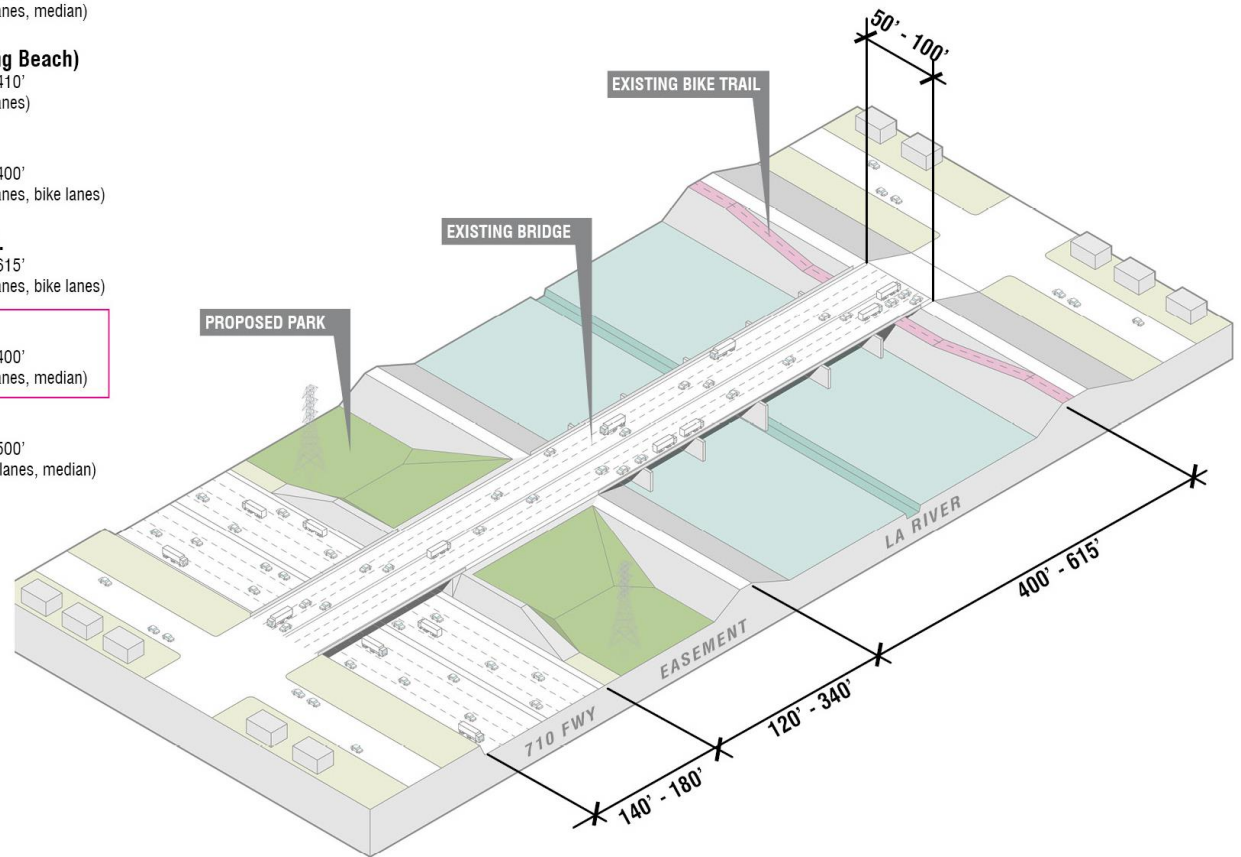 anes, median)
ng Beach)
410’
anes)
400’
anes, bike lanes)
615’
anes, bike lanes)
400’
anes, median)
500’
lanes, median)
50’ - 100’
EXISTING BIKE TRAIL
EXISTING BRIDGE
PROPOSED PARK
LA RIVER
400’ - 615’
EASEMENT
120’ - 340’
710 FWY
140’ - 180’